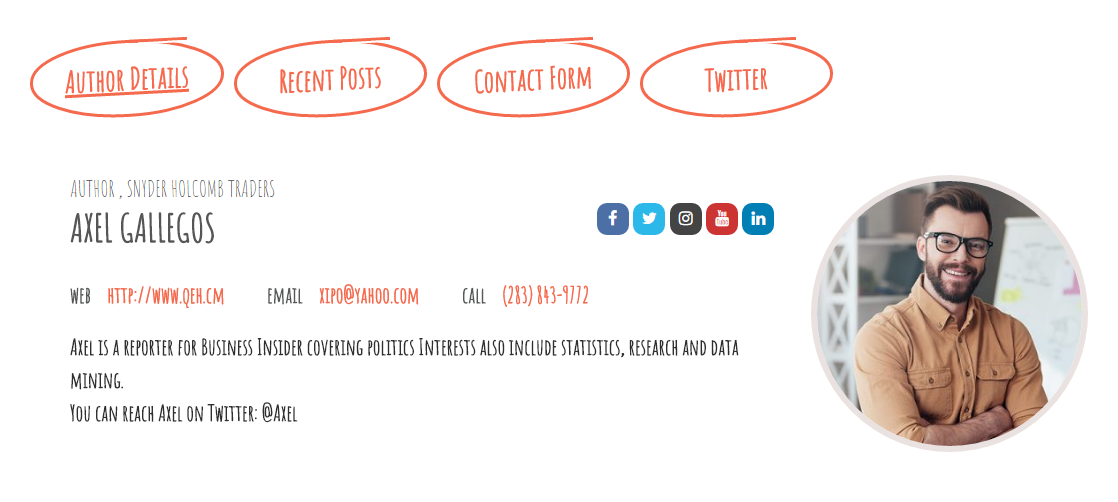 Author Details
Recent Posts
Contact Form
Twitter
AUTHOR , SNYDER HOLCOMB TRADERS
AXEL GALLEGOS
WEB HTTP://WWW.QEH.CM EMAIL XIPO@YAHOO.COM CALL (283) 843-9772
Axel is a reporter for Business Insider covering politics Interests also include statistics, research and data
mining.
You can reach Axel on Twitter: @Axel